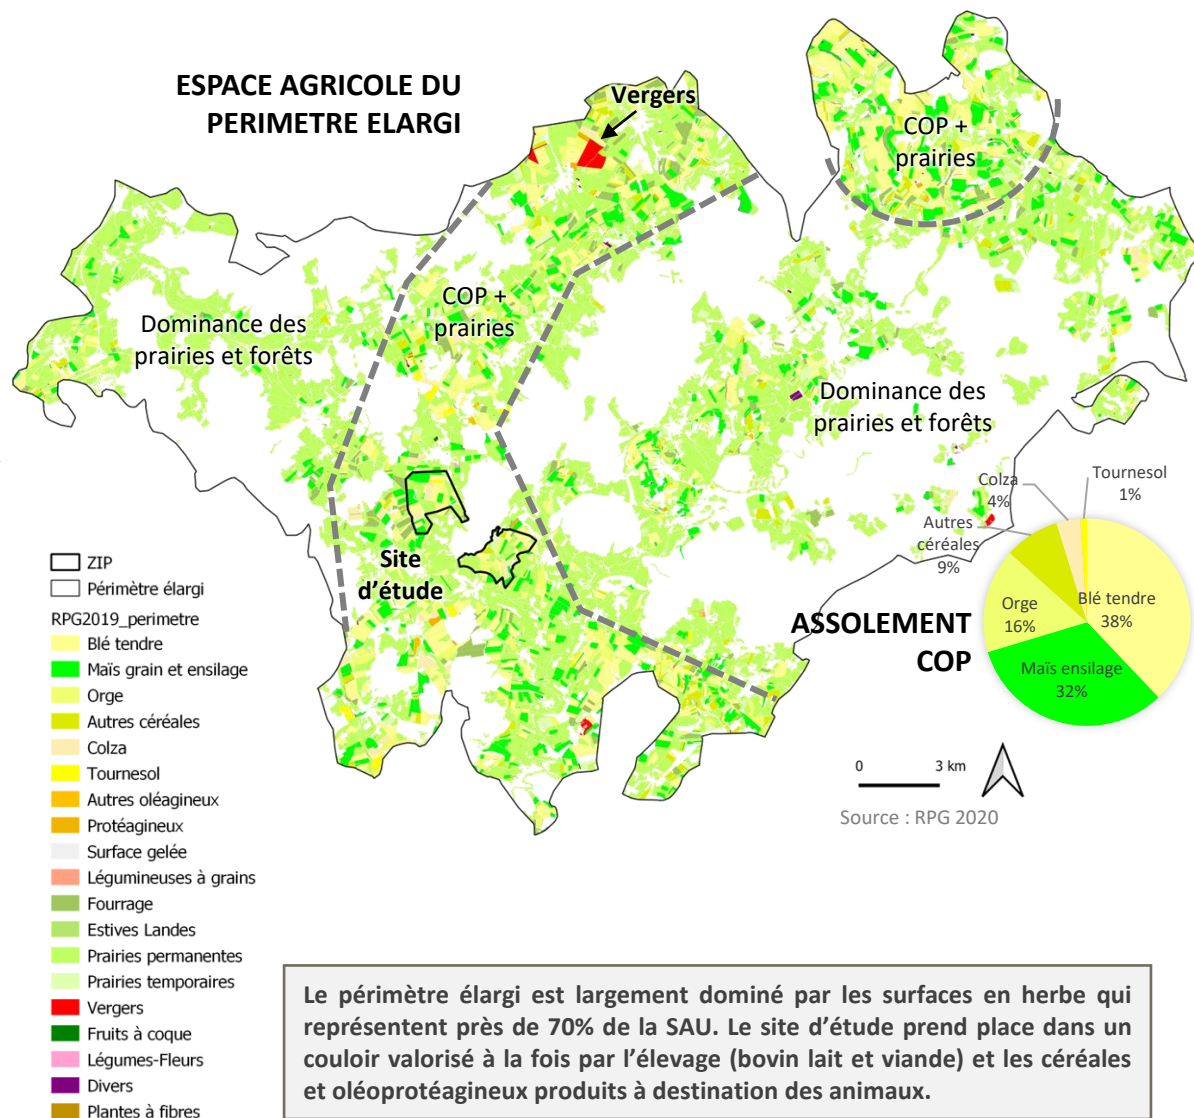 ESPACE AGRICOLE DU
PERIMETRE ELARGI
Vergers
COP +
prairies
COP +
prairies
Dominance des
prairies et forêts
Dominance des
prairies et forêts
Site
d’étude
ZIP
Périmètre élargi
RPG2019_perimetre
Blé tendre
Maïs grain et ensilage
Orge
Autres céréales
Colza
Tournesol
Autres oléagineux
Protéagineux
Surface gelée
Légumineuses à grains
Fourrage
Estives Landes
Prairies permanentes
Prairies temporaires
Vergers
Fruits à coque
Légumes-Fleurs
Divers
Plantes à fibres
ASSOLEMENT
COP
Tournesol
1%
Colza
4%
Autres
céréales
9%
Orge
16%
Blé tendre
38%
Maïs ensilage
32%
0 3 km
Source : RPG 2020
Le périmètre élargi est largement dominé par les surfaces en herbe qui
représentent près de 70% de la SAU. Le site d’étude prend place dans un
couloir valorisé à la fois par l’élevage (bovin lait et viande) et les céréales
et oléoprotéagineux produits à destination des animaux.